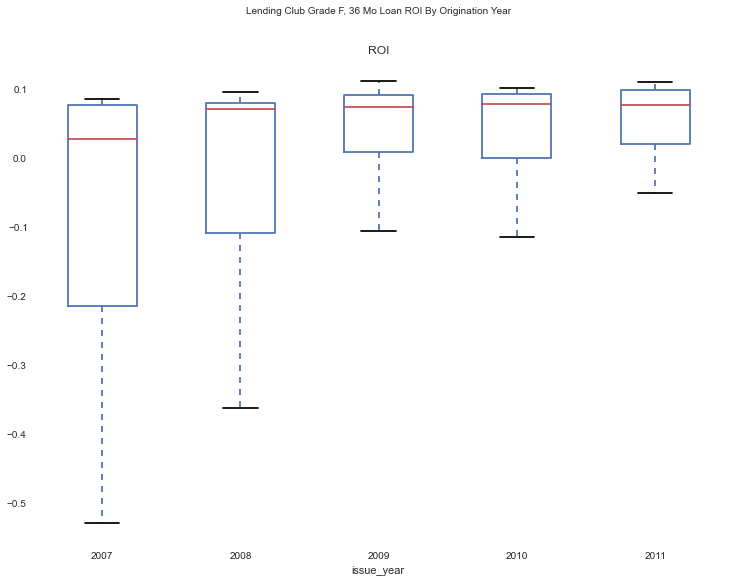 Lending Club Grade F, 36 Mo Loan ROI By Origination Year
ROI
0.1
0.0
−0.1
−0.2
−0.3
−0.4
−0.5
2007 2008 2009 2010 2011
issue_year